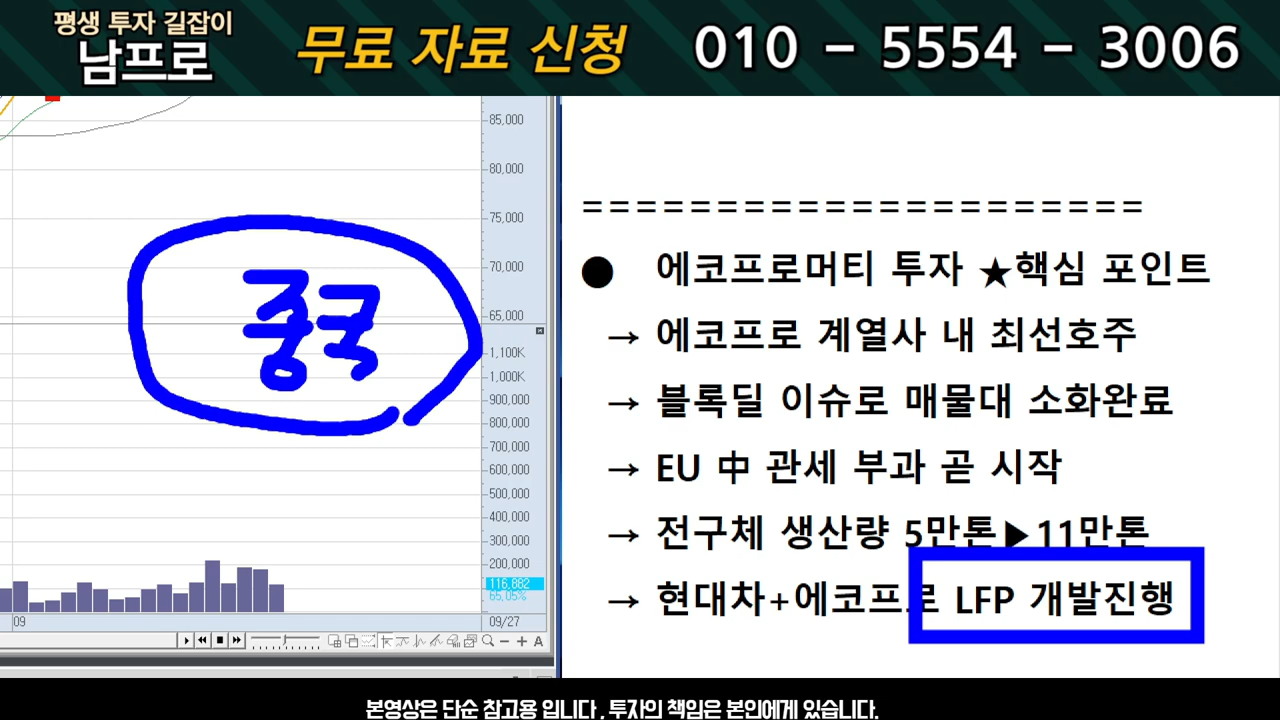 평생 투자 길잡이
남프로
무료 자료 신청
010 - 5554 - 3006
85,000
80,000
75,000
70,000
65,000
1,100K
1,000K
900,000
800,000
700,000
600,000
500,000
400,000
300,000
200,000
116,882
65,05%
09
09/27
A
중국
=====================
● 에코프로머티 투자 ★핵심 포인트
→ 에코프로 계열사 내 최선호주
→ 블록딜 이슈로 매물대 소화완료
→ EU 中 관세 부과 곧 시작
→ 전구체 생산량 5만톤▶11만톤
→ 현대차+에코프로 LFP 개발진행
본영상은 단순 참고용 입니다 , 투자의 책임은 본인에게 있습니다.